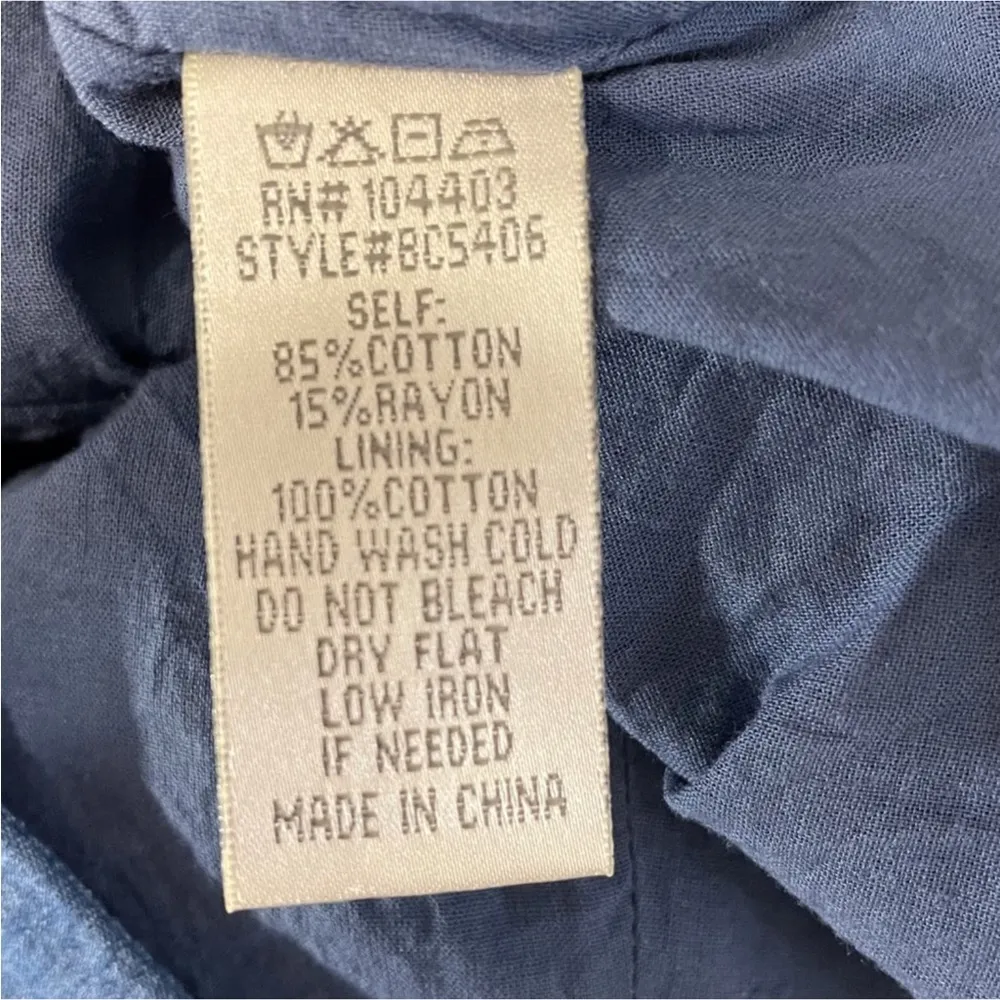 RN# 104403
STYLE#8C5406
SELF:
85%COTTON
15%RAYON
LINING:
100%COTTON
HAND WASH COLD
DO NOT BLEACH
DRY FLAT
LOW IRON
IF NEEDED
MADE IN CHINA